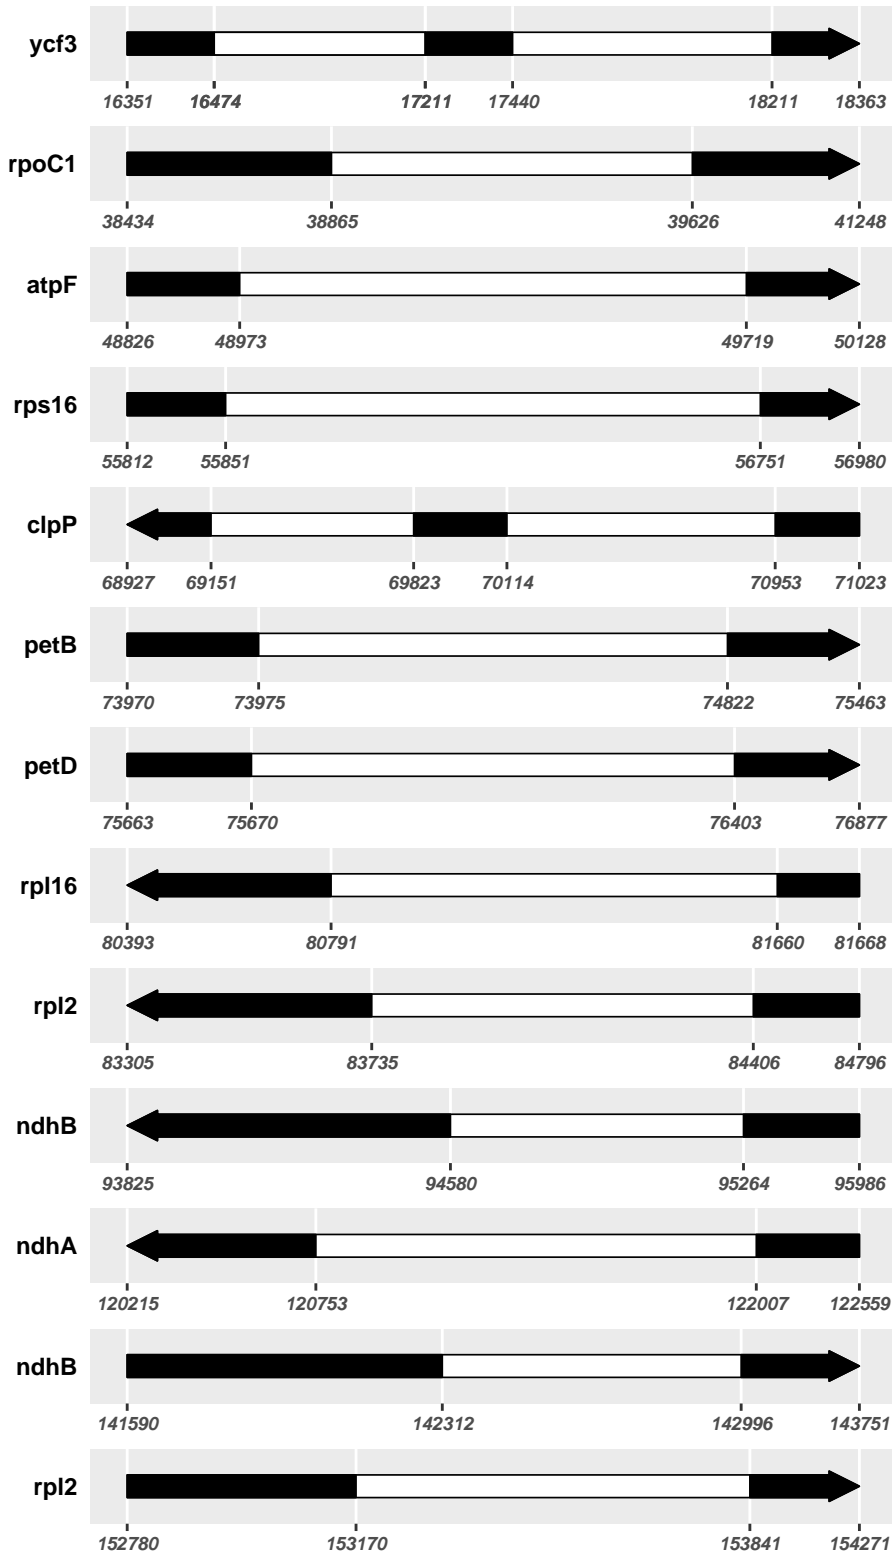 ycf3
16351 16474 17211 17440 18211 18363
rpoC1
38434 38865 39626 41248
atpF
48826 48973 49719 50128
rps16
55812 55851 56751 56980
clpP
68927 69151 69823 70114 70953 71023
petB
73970 73975 74822 75463
petD
75663 75670 76403 76877
rpl16
80393 80791 81660 81668
rpl2
83305 83735 84406 84796
ndhB
93825 94580 95264 95986
ndhA
120215 120753 122007 122559
ndhB
141590 142312 142996 143751
rpl2
152780 153170 153841 154271